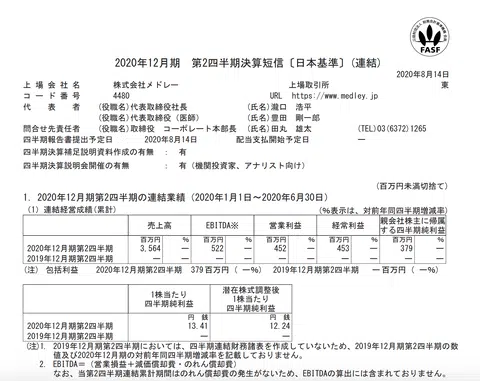 公益財団法人 財務会計基準機構会員
FASF
2020年12月期 第2四半期決算短信〔日本基準〕(連結)
2020年8月14日
上場会社名 株式会社メドレー 上場取引所 東
コード番号 4480 URL https://www.medley.jp
代表者 (役職名)代表取締役社長 (氏名)瀧口 浩平
(役職名)代表取締役(医師) (氏名)豊田 剛一郎
問合せ先責任者 (役職名)取締役 コーポレート本部長 (氏名)田丸 雄太 (TEL)03(6372)1265
四半期報告書提出予定日 2020年8月14日 配当支払開始予定日 ―
四半期決算補足説明資料作成の有無 : 有
四半期決算説明会開催の有無 : 有(機関投資家、アナリスト向け)
(百万円未満切捨て)
1. 2020年12月期第2四半期の連結業績(2020年1月1日~2020年6月30日)
(1)連結経営成績(累計) (%表示は、対前年同四半期増減率)
売上高 EBITDA※ 営業利益 経常利益 親会社株主に帰属する四半期純利益
百万円 % 百万円 % 百万円 % 百万円 % 百万円 %
2020年12月期第2四半期 3,564 ― 522 ― 452 ― 453 ― 379 ―
2019年12月期第2四半期 ― ― ― ― ― ― ― ― ― ―
(注) 包括利益 2020年12月期第2四半期 379百万円( ―%) 2019年12月期第2四半期 ―百万円( ―%)
1株当たり四半期純利益 潜在株式調整後1株当たり四半期純利益
円 銭 円 銭
2020年12月期第2四半期 13.41 12.24
2019年12月期第2四半期 ― ―
(注)1. 2019年12月期第2四半期においては、四半期連結財務諸表を作成していないため、2019年12月期第2四半期の数
値及び2020年12月期の対前年同四半期増減率を記載しておりません。
2. EBITDA=(営業損益+減価償却費・のれん償却費)
なお、当第2四半期連結累計期間はのれん償却費の発生がないため、EBITDAの算出には含まれておりません。